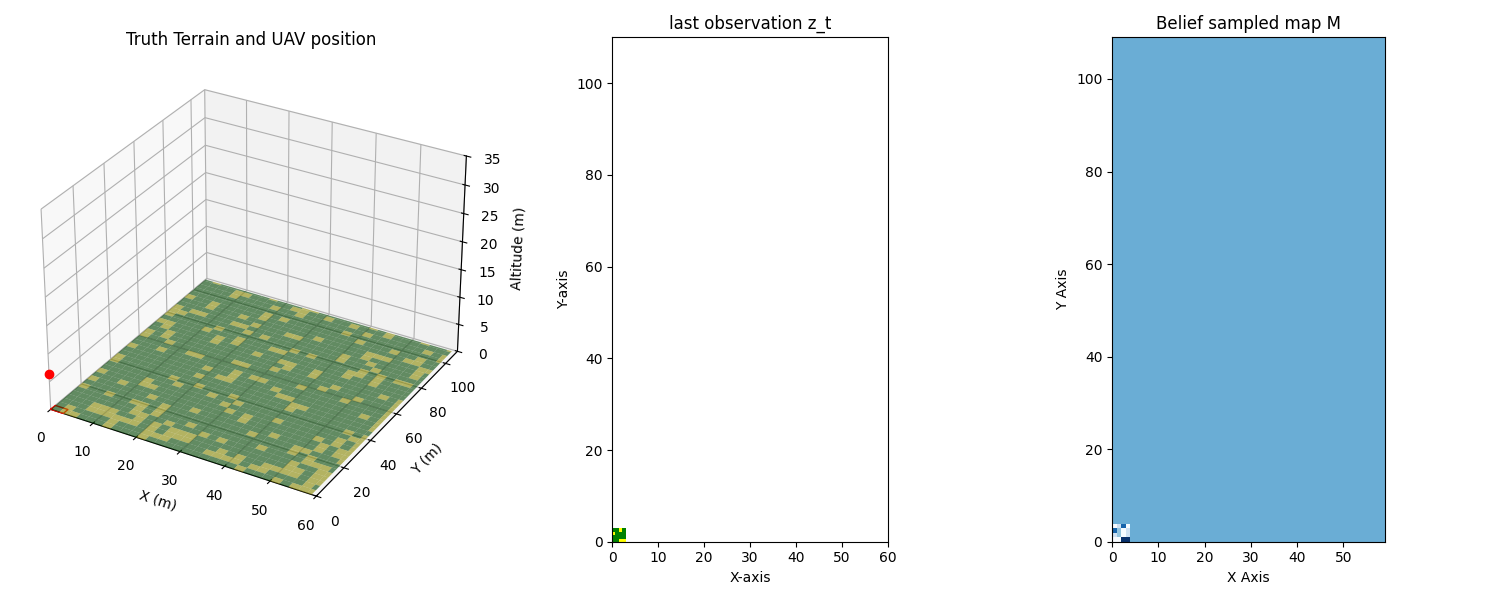 Truth Terrain and UAV position
35
30
25
20
15
10
5
0
Altitude (m)
0
10
20
30
40
50
60
X (m)
0
20
40
60
80
100
Y (m)
last observation z_t
100
80
60
40
20
0
Y-axis
0 10 20 30 40 50 60
X-axis
Belief sampled map M
100
80
60
40
20
0
Y Axis
0 10 20 30 40 50
X Axis